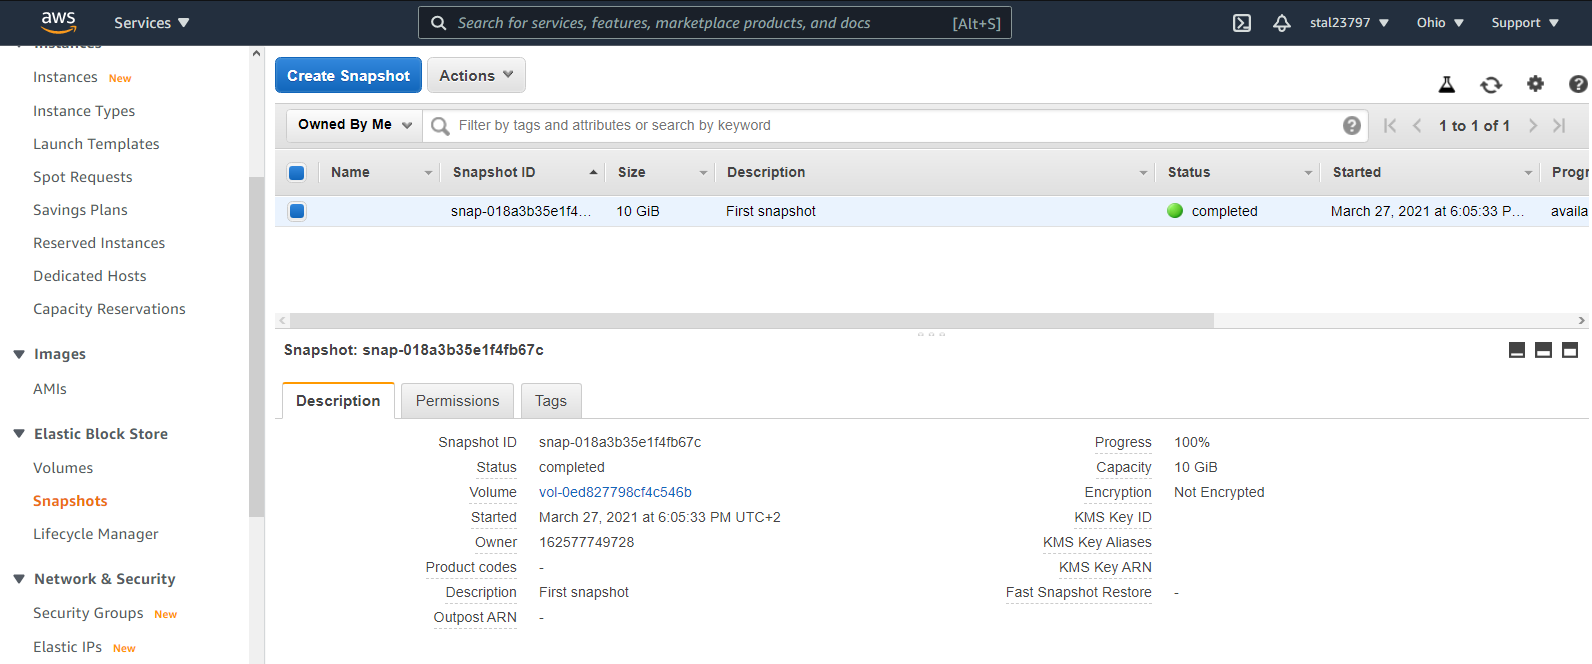 aws
Services
Search for services, features, marketplace products, and docs [Alt+S]
stal23797
Ohio
Support
Instances
Instances New
Instance Types
Launch Templates
Spot Requests
Savings Plans
Reserved Instances
Dedicated Hosts
Capacity Reservations
Images
AMIs
Elastic Block Store
Volumes
Snapshots
Lifecycle Manager
Network & Security
Security Groups New
Elastic IPs New
Create Snapshot
Actions
Owned By Me
Filter by tags and attributes or search by keyword
1 to 1 of 1
Name Snapshot ID Size Description Status Started Progr
snap-018a3b35e1f4... 10 GiB First snapshot completed March 27, 2021 at 6:05:33 P... availa
Snapshot: snap-018a3b35e1f4fb67c
Description Permissions Tags
Snapshot ID snap-018a3b35e1f4fb67c
Status completed
Volume vol-0ed827798cf4c546b
Started March 27, 2021 at 6:05:33 PM UTC+2
Owner 162577749728
Product codes -
Description First snapshot
Outpost ARN -
Progress 100%
Capacity 10 GiB
Encryption Not Encrypted
KMS Key ID
KMS Key Aliases
KMS Key ARN
Fast Snapshot Restore -